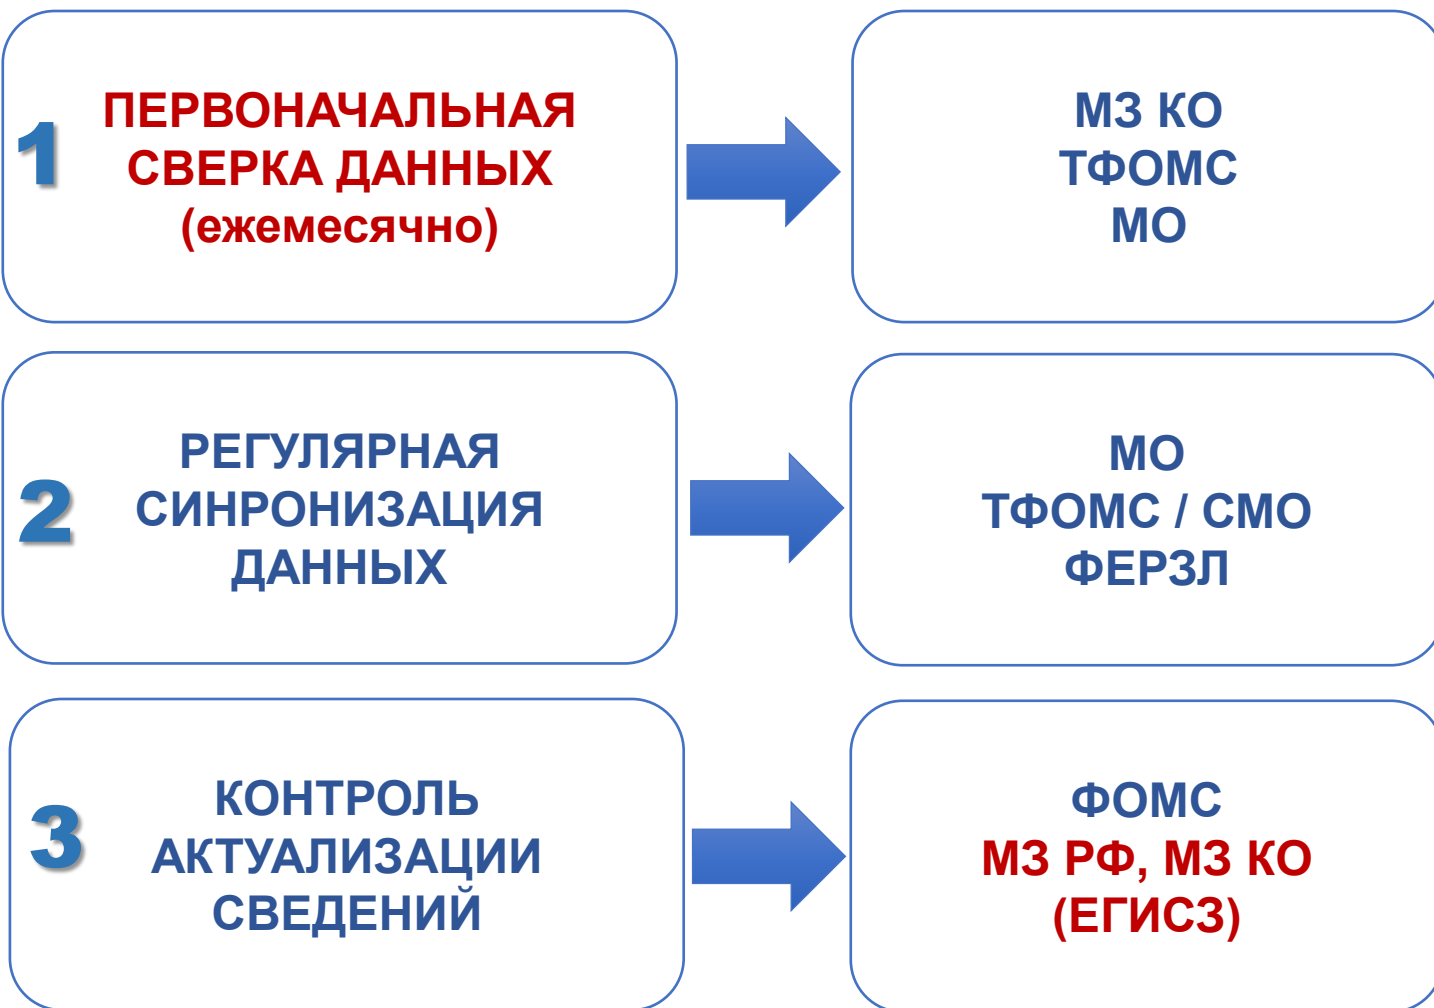 1
ПЕРВОНАЧАЛЬНАЯ
СВЕРКА ДАННЫХ
(ежемесячно)
МЗ КО
ТФОМС
МО
2
РЕГУЛЯРНАЯ
СИНРОНИЗАЦИЯ
ДАННЫХ
МО
ТФОМС / СМО
ФЕРЗЛ
3
КОНТРОЛЬ
АКТУАЛИЗАЦИИ
СВЕДЕНИЙ
ФОМС
МЗ РФ, МЗ КО
(ЕГИСЗ)